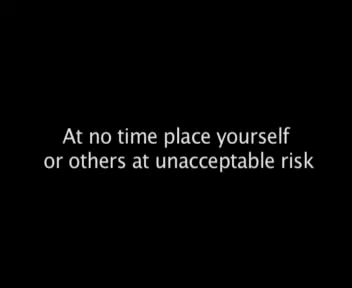 At no time place yourself
or others at unacceptable risk